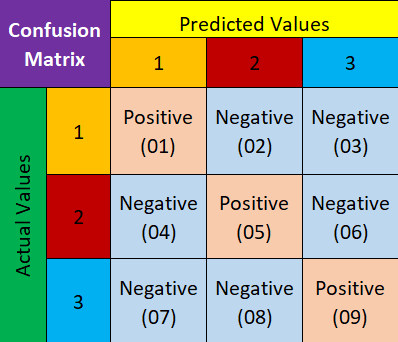 Confusion
Matrix
Predicted Values
1
2
3
Actual Values
1
Positive
(01)
Negative
(02)
Negative
(03)
2
Negative
(04)
Positive
(05)
Negative
(06)
3
Negative
(07)
Negative
(08)
Positive
(09)